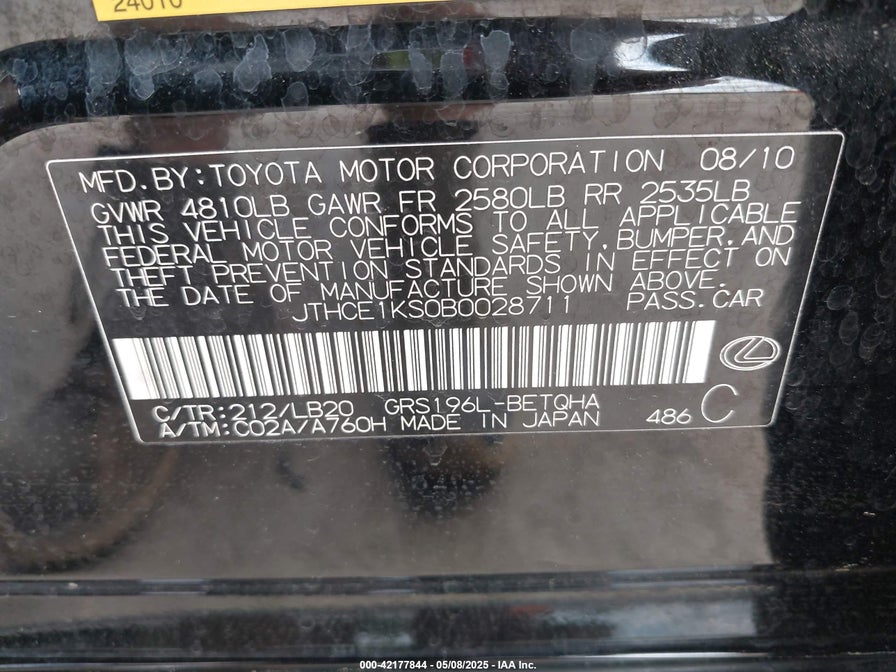 24010
MFD.BY:TOYOTA MOTOR CORPORATION 08/10
GVWR 4810LB GAWR FR 2580LB RR 2535LB
THIS VEHICLE CONFORMS TO ALL APPLICABLE
FEDERAL MOTOR VEHICLE SAFETY,BUMPER,AND
THEFT PREVENTION STANDARDS IN EFFECT ON
THE DATE OF MANUFACTURE SHOWN ABOVE.
JTHCE1KS0B0028711 PASS.CAR
C/TR:212/LB20 GRS196L-BETQHA
A/TM:C02A/A760H MADE IN JAPAN 486 C
000-42177844 - 05/08/2025 - IAA Inc.